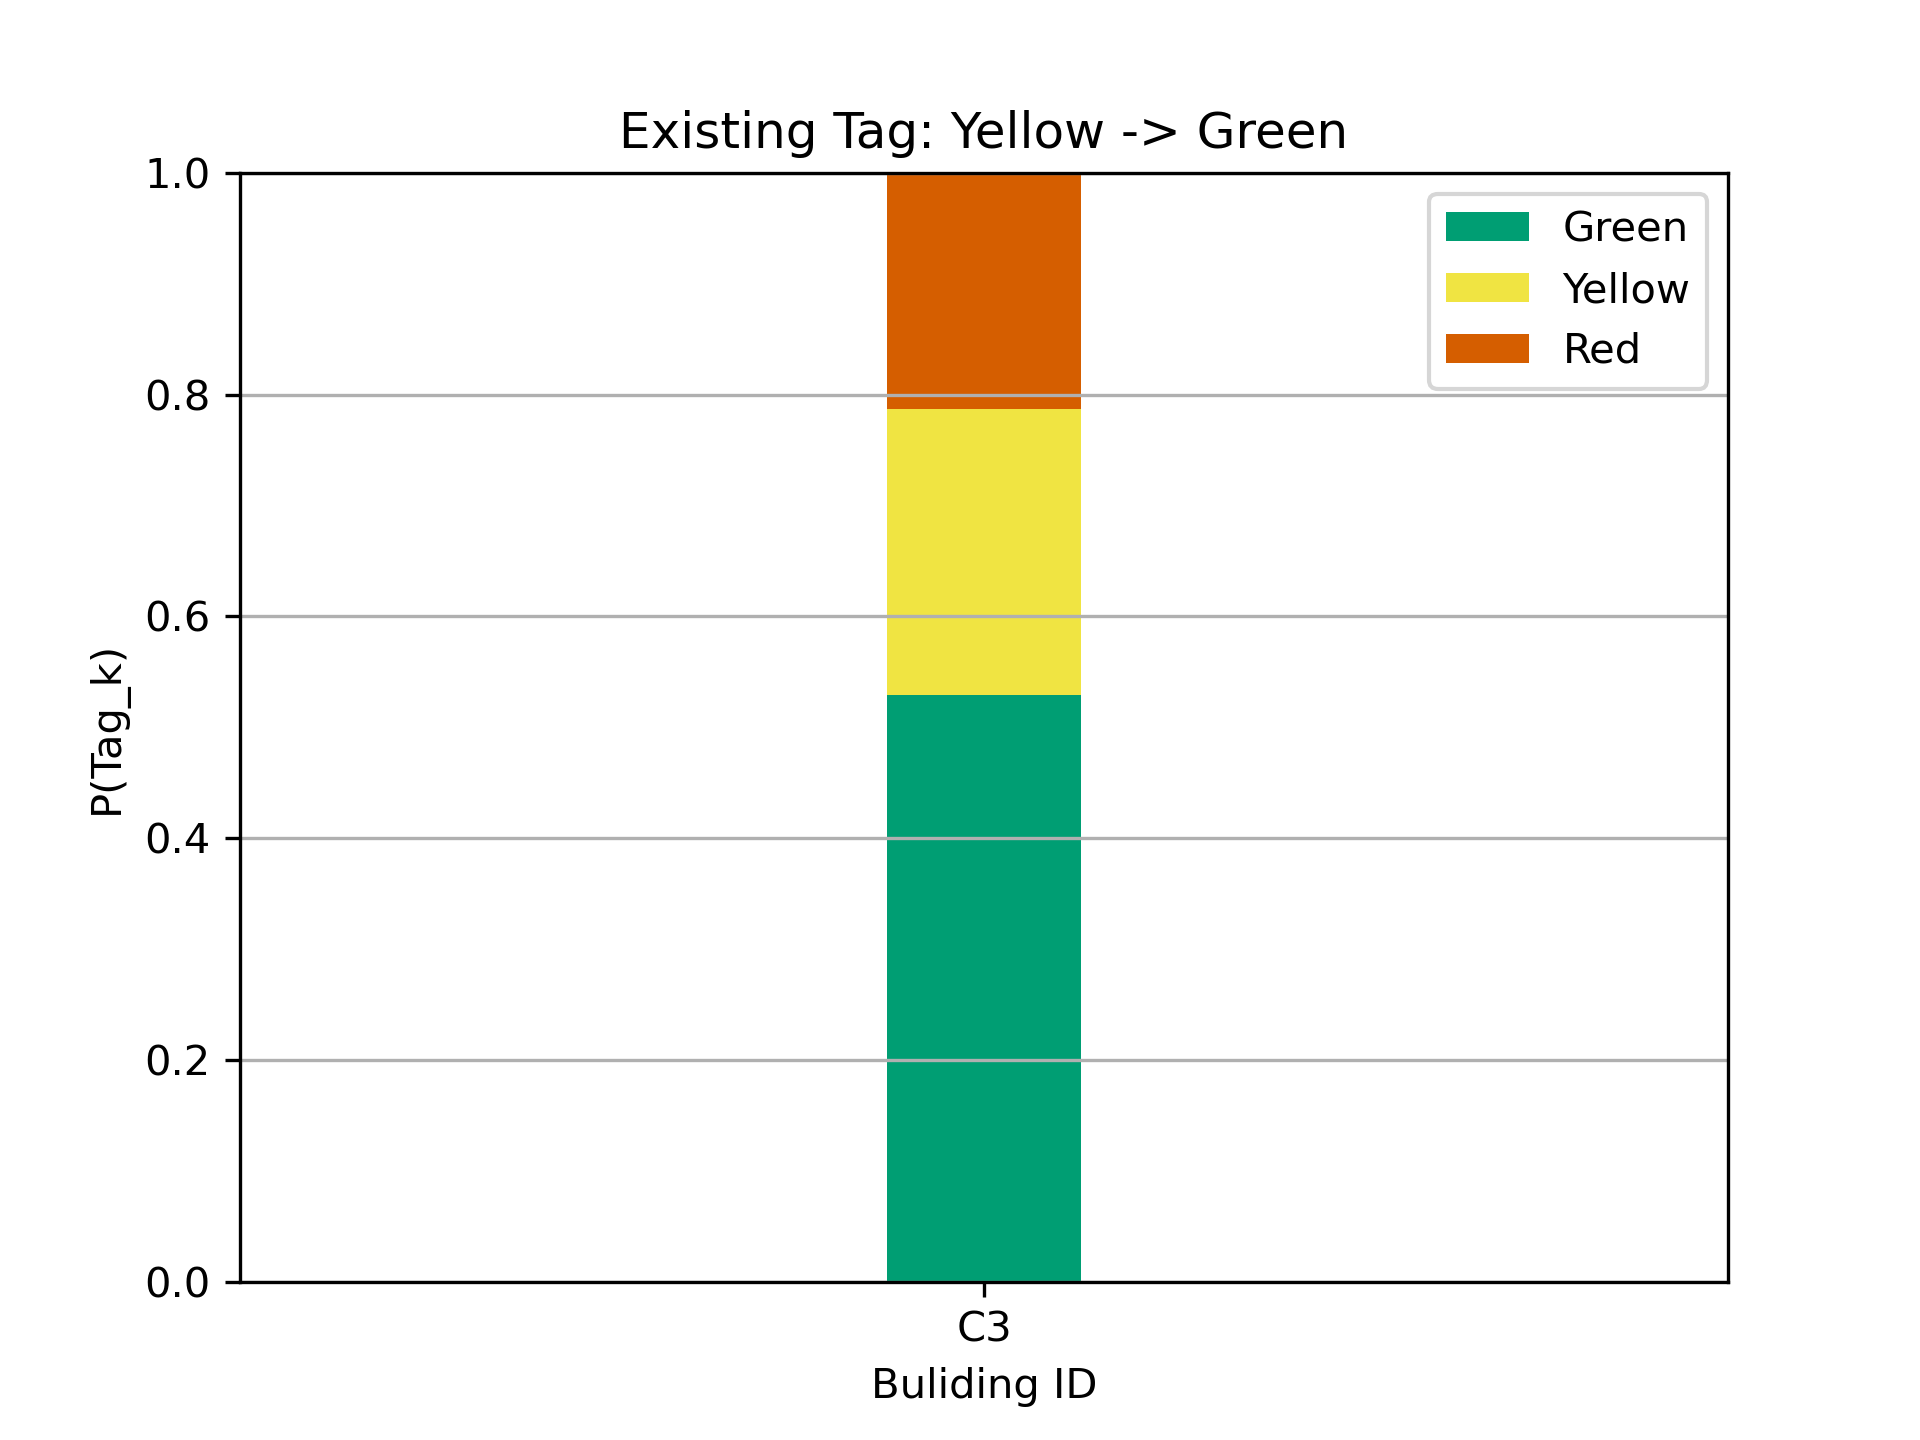 Existing Tag: Yellow -> Green
1.0
0.8
0.6
0.4
0.2
0.0
P(Tag_k)
Green
Yellow
Red
C3
Buliding ID